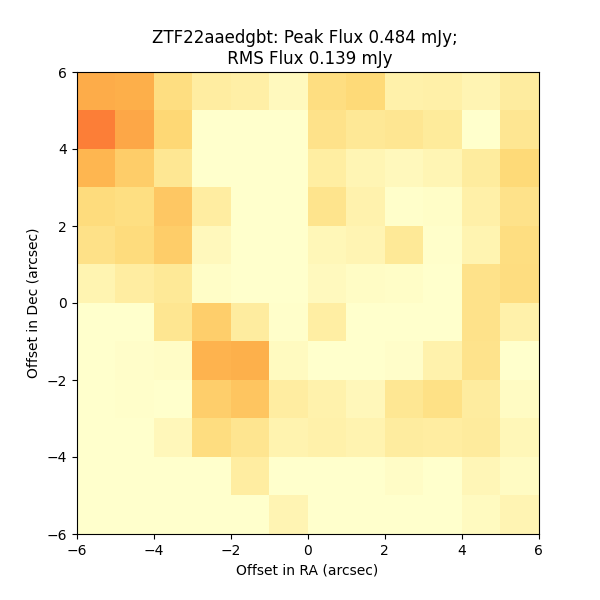 ZTF22aaedgbt: Peak Flux 0.484 mJy;
RMS Flux 0.139 mJy
6
4
2
0
−2
−4
−6
Offset in Dec (arcsec)
−6 −4 −2 0 2 4 6
Offset in RA (arcsec)